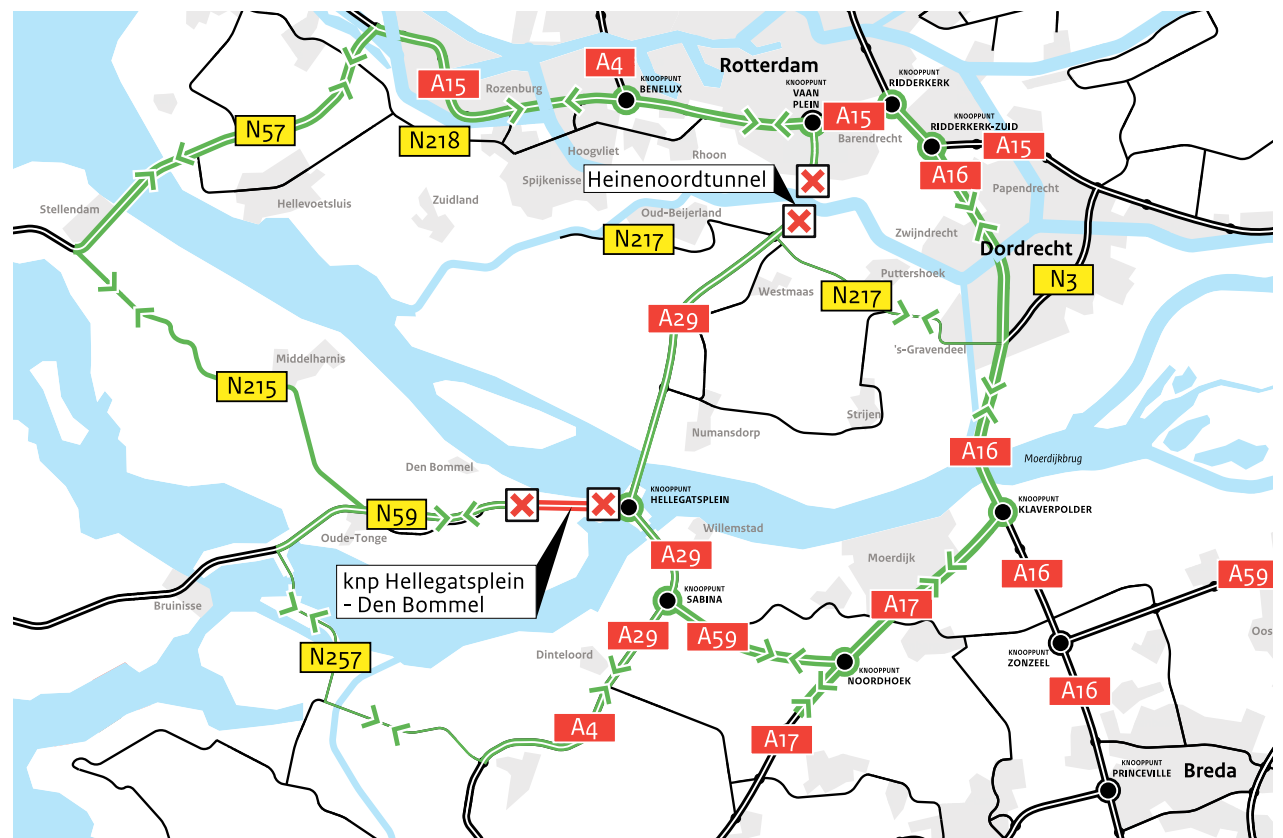 A4
Rotterdam
KNOOPPUNT
BENELUX
KNOOPPUNT
VAAN
PLEIN
KNOOPPUNT
RIDDERKERK
A15
Rozenburg
A15
KNOOPPUNT
RIDDERKERK-ZUID
N57
N218
Hoogvliet
Rhoon
Barendrecht
A15
Spijkenisse
Heinenoordtunnel
A16
Papendrecht
Stellendam
Hellevoetsluis
Zuidland
Oud-Beijerland
N217
Zwijndrecht
Dordrecht
Puttershoek
N3
Westmaas
N217
A29
's-Gravendeel
Middelharnis
N215
Strijen
Numansdorp
A16
Moerdijkbrug
Den Bommel
KNOOPPUNT
HELLEGATSPLEIN
KNOOPPUNT
KLAVERPOLDER
N59
Oude-Tonge
Willemstad
A29
Moerdijk
knp Hellegatsplein
- Den Bommel
A16
A59
Bruinisse
KNOOPPUNT
SABINA
A17
A29
A59
Oos
N257
Dinteloord
KNOOPPUNT
NOORDHOEK
KNOOPPUNT
ZONZEEL
A16
A4
A17
KNOOPPUNT
PRINCEVILLE
Breda